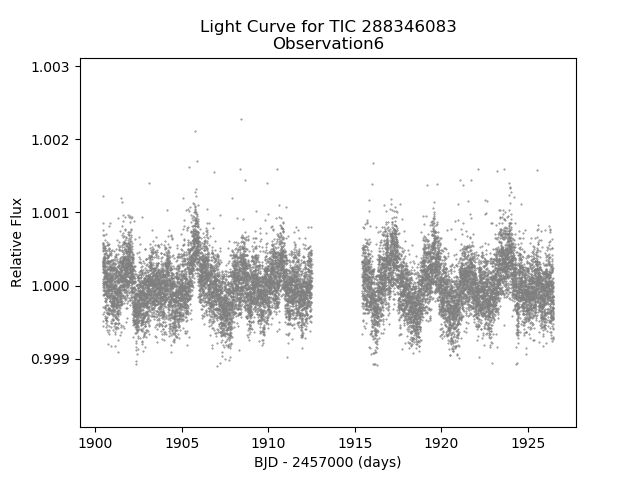 Light Curve for TIC 288346083
Observation6
1.003
1.002
1.001
1.000
0.999
Relative Flux
1900
1905
1910
1915
1920
1925
BJD - 2457000 (days)